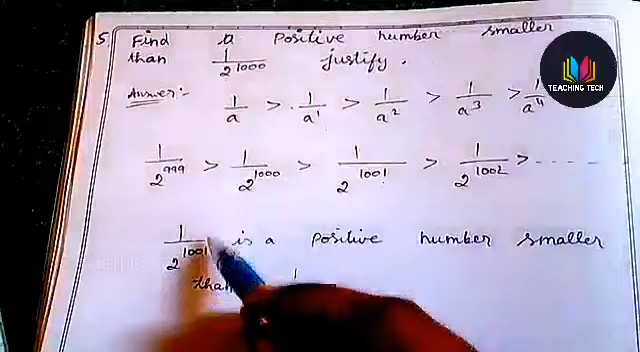 5. Find a positive number smaller
than 1/2^1000 justify.
TEACHING TECH
Answer:- 1/a > 1/a^1 > 1/a^2 > 1/a^3 > 1/a^4
1/2^999 > 1/2^1000 > 1/2^1001 > 1/2^1002 > -----
1/2^1001 is a positive number smaller
than 1